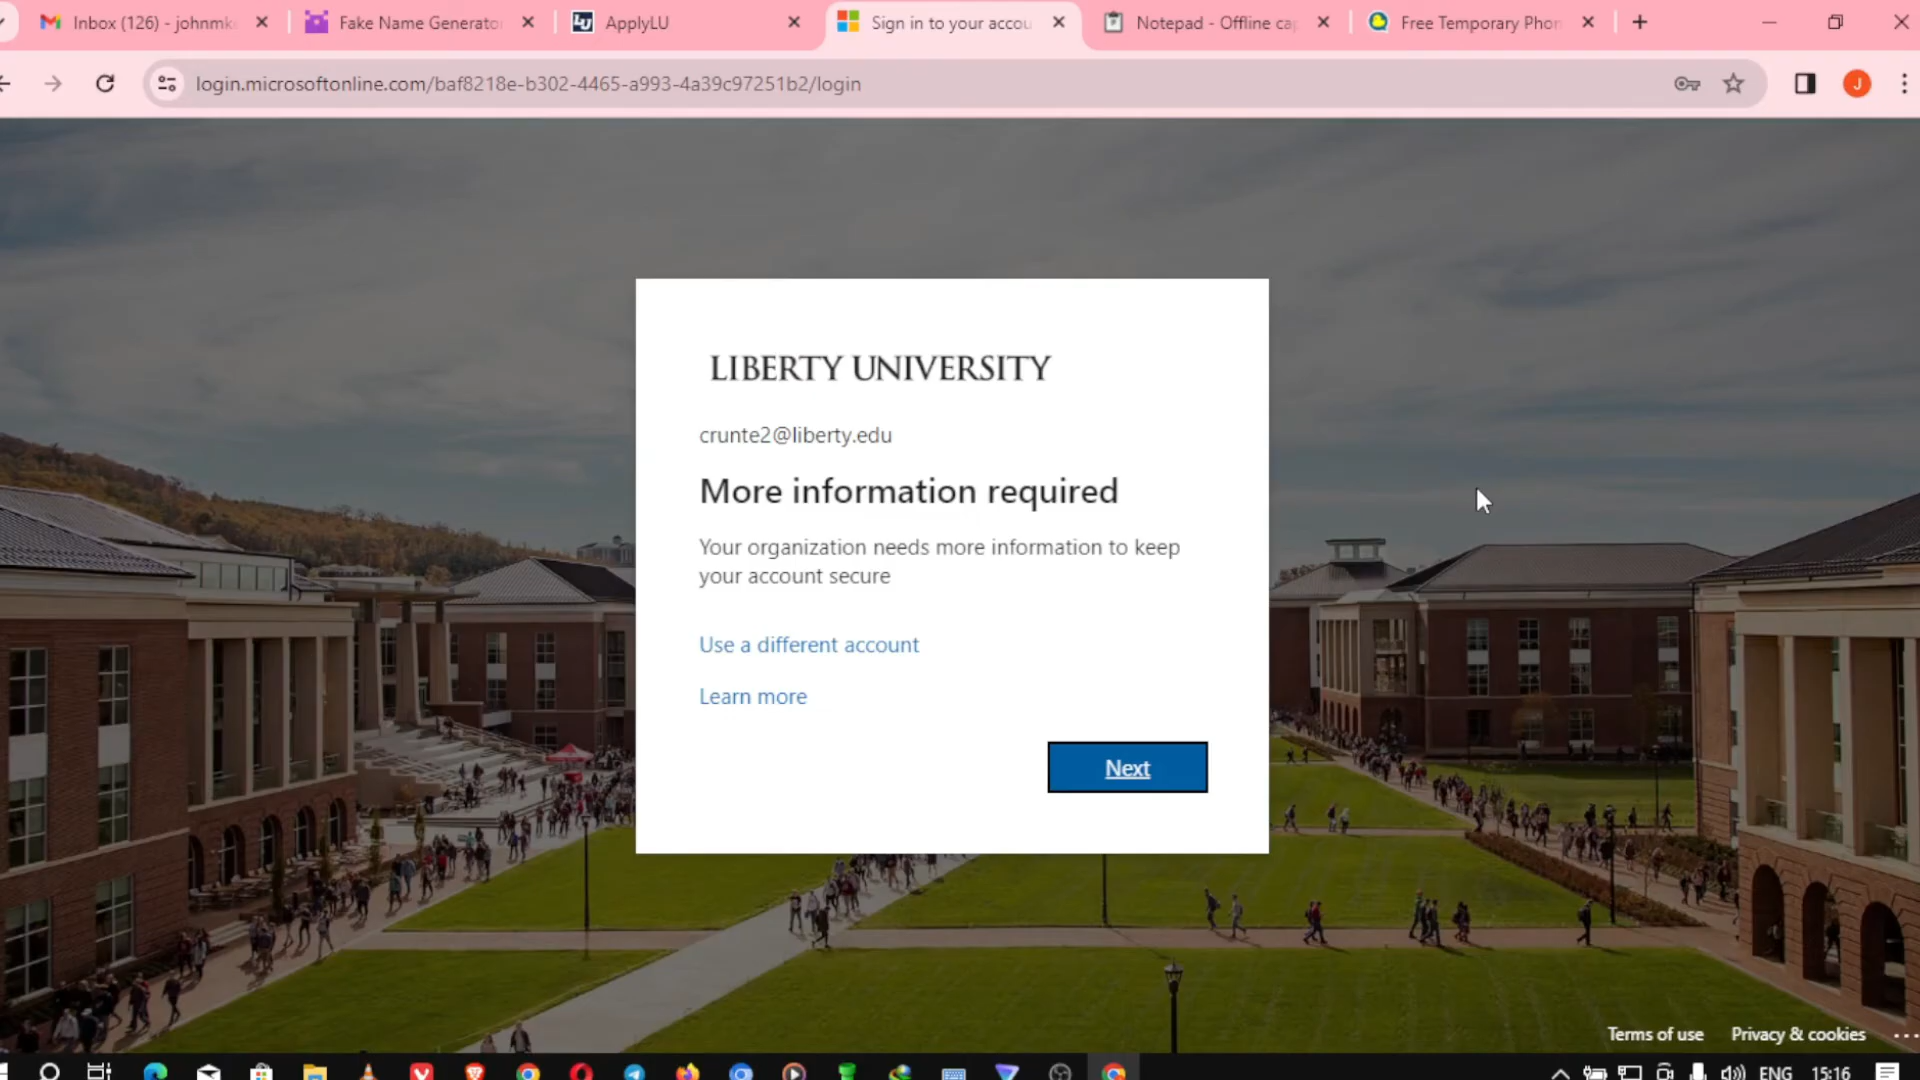 Inbox (126) - johnmk
Fake Name Generator
LU
ApplyLU
Sign in to your accou
Notepad - Offline cap
Free Temporary Phon
login.microsoftonline.com/baf8218e-b302-4465-a993-4a39c97251b2/login
J
LIBERTY UNIVERSITY
crunte2@liberty.edu
More information required
Your organization needs more information to keep
your account secure
Use a different account
Learn more
Next
Terms of use
Privacy & cookies
ENG
15:16